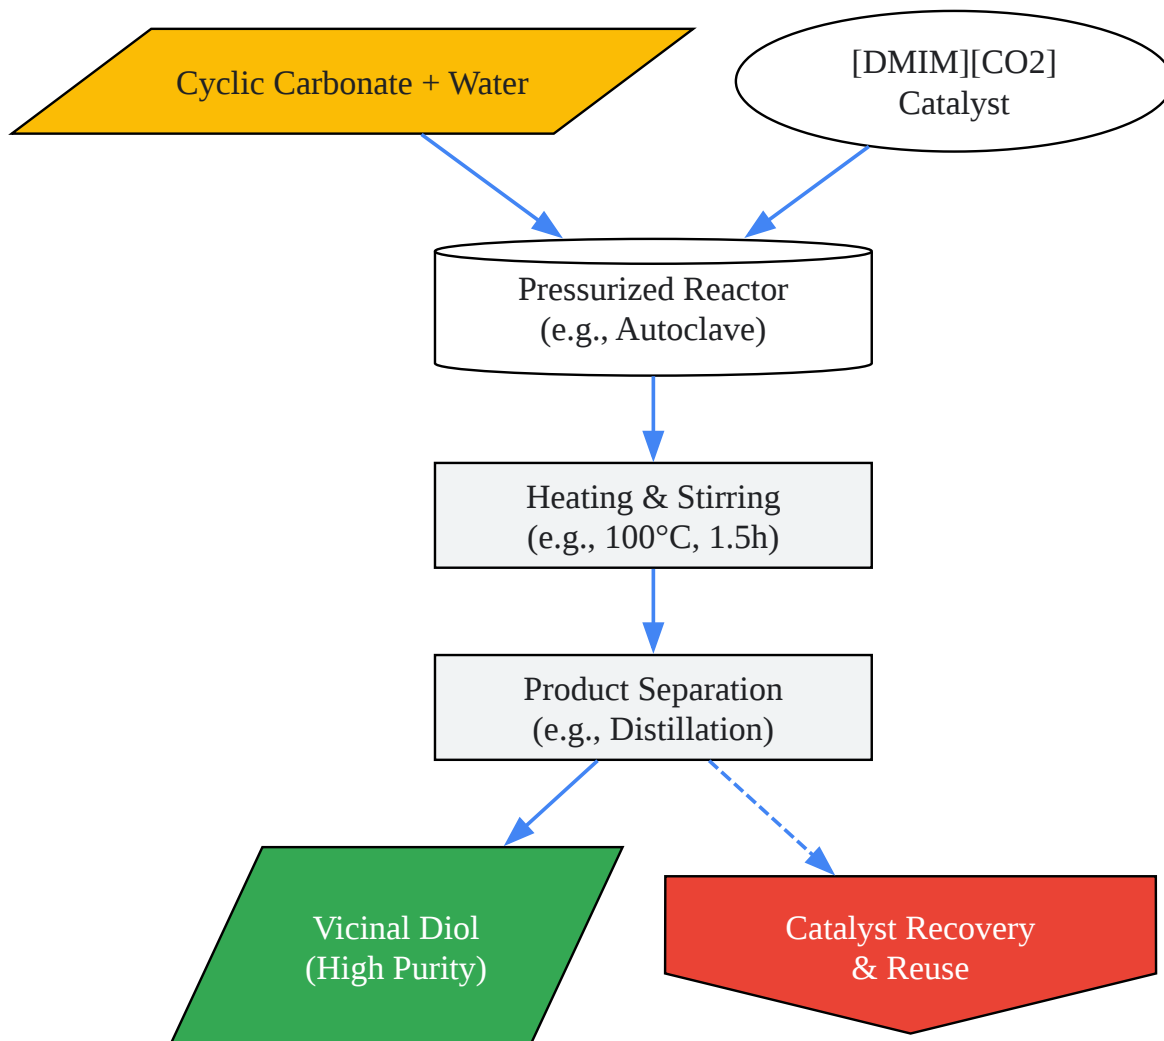 Cyclic Carbonate + Water
[DMIM][CO2]
Catalyst
Pressurized Reactor
(e.g., Autoclave)
Heating & Stirring
(e.g., 100°C, 1.5h)
Product Separation
(e.g., Distillation)
Vicinal Diol
(High Purity)
Catalyst Recovery
& Reuse